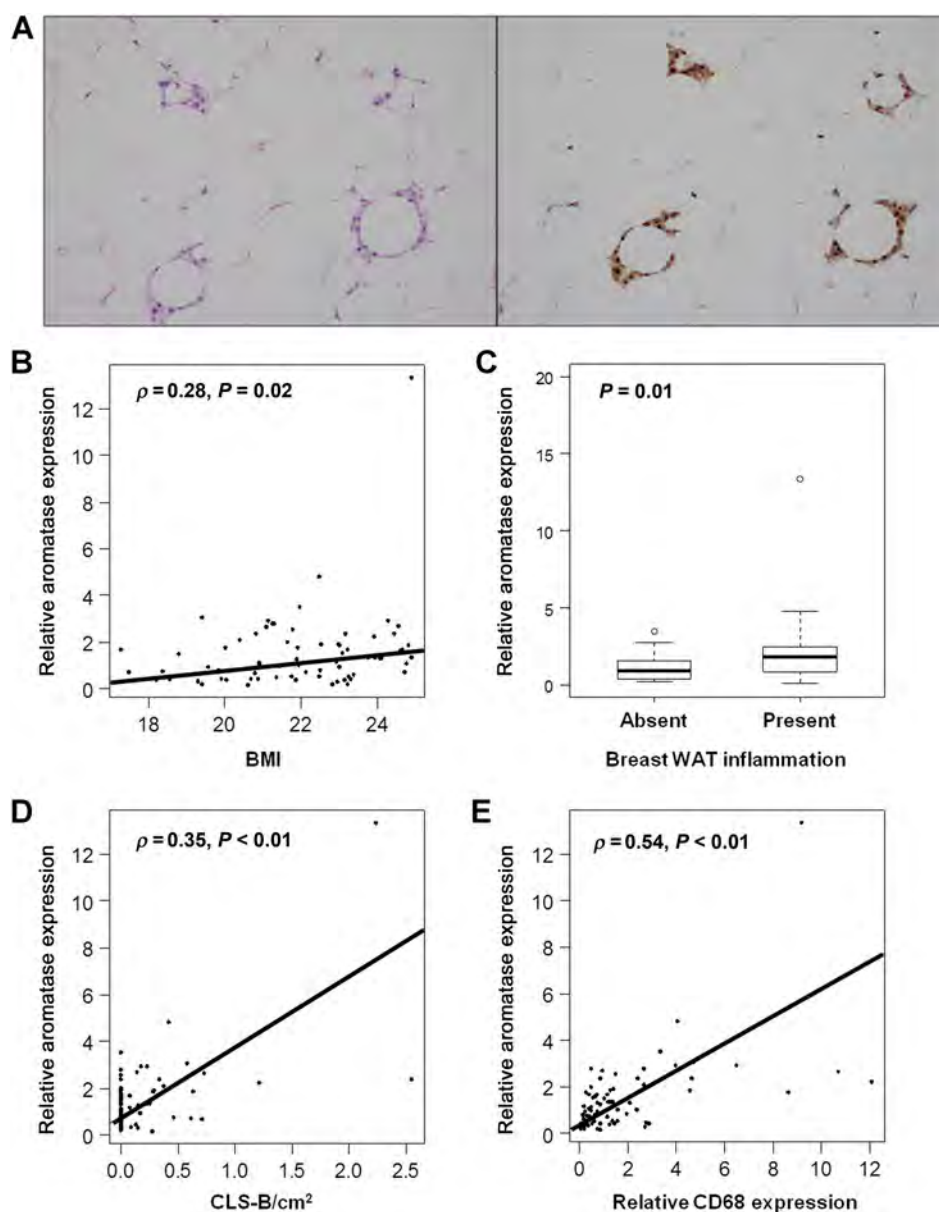 A
B
ρ = 0.28, P = 0.02
Relative aromatase expression
12
10
8
6
4
2
0
18
20
22
24
BMI
C
P = 0.01
Relative aromatase expression
20
15
10
5
0
Absent
Present
Breast WAT inflammation
D
ρ = 0.35, P < 0.01
Relative aromatase expression
12
10
8
6
4
2
0
0.0
0.5
1.0
1.5
2.0
2.5
CLS-B/cm²
E
ρ = 0.54, P < 0.01
Relative aromatase expression
12
10
8
6
4
2
0
0
2
4
6
8
10
12
Relative CD68 expression